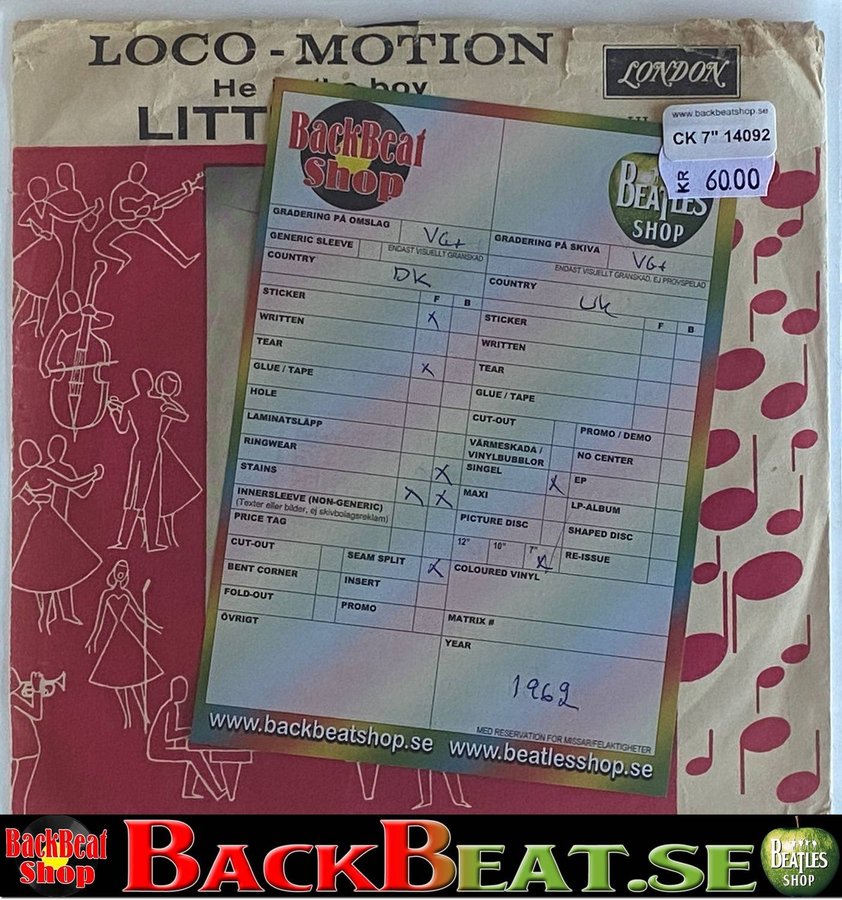 LOCO - MOTION
He is the boy
LITT
LONDON
www.backbeatshop.se
CK 7" 14092
KR 60.00
BackBeat
Shop
BEATLES
SHOP
GRADERING PÅ OMSLAG
VG+
GRADERING PÅ SKIVA
VG+
GENERIC SLEEVE
ENDAST VISUELLT GRANSKAD
ENDAST VISUELLT GRANSKAD, EJ PROVSPELAD
COUNTRY
DK
COUNTRY
UK
STICKER
F
B
WRITTEN
X
TEAR
GLUE / TAPE
X
HOLE
LAMINATSLÄPP
RINGWEAR
STAINS
X
INNERSLEEVE (NON-GENERIC)
X X
(Texter eller bilder, ej skivbolagsreklam)
PRICE TAG
CUT-OUT
SEAM SPLIT
X
BENT CORNER
INSERT
FOLD-OUT
PROMO
ÖVRIGT
STICKER
F
B
WRITTEN
TEAR
GLUE / TAPE
CUT-OUT
PROMO / DEMO
VÄRMESKADA /
VINYLBUBBLOR
NO CENTER
SINGEL
X
EP
MAXI
LP-ALBUM
PICTURE DISC
SHAPED DISC
12"
10"
7"
X
RE-ISSUE
COLOURED VINYL
MATRIX #
YEAR
1962
MED RESERVATION FÖR MISSAR/FELAKTIGHETER
www.backbeatshop.se www.beatlesshop.se
BackBeat
Shop
BACKBEAT.SE
BEATLES
SHOP